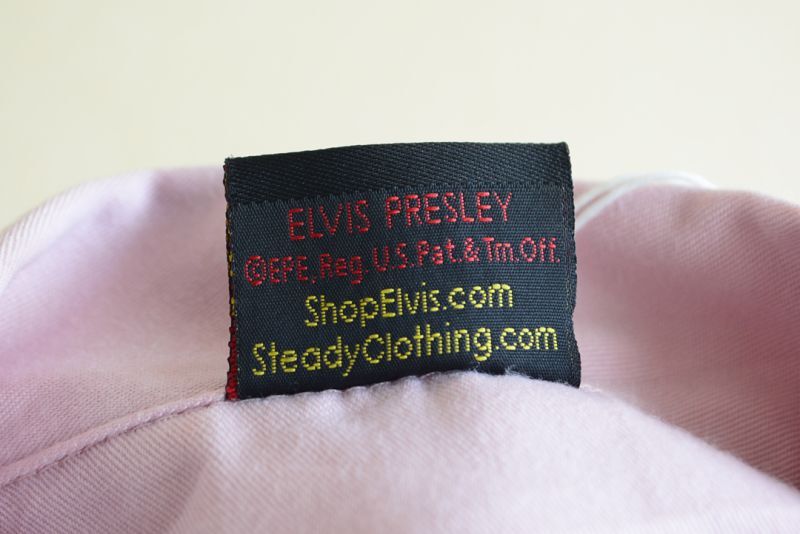 ELVIS PRESLEY
©EPE, Reg. U.S. Pat. & Tm. Off.
ShopElvis.com
SteadyClothing.com